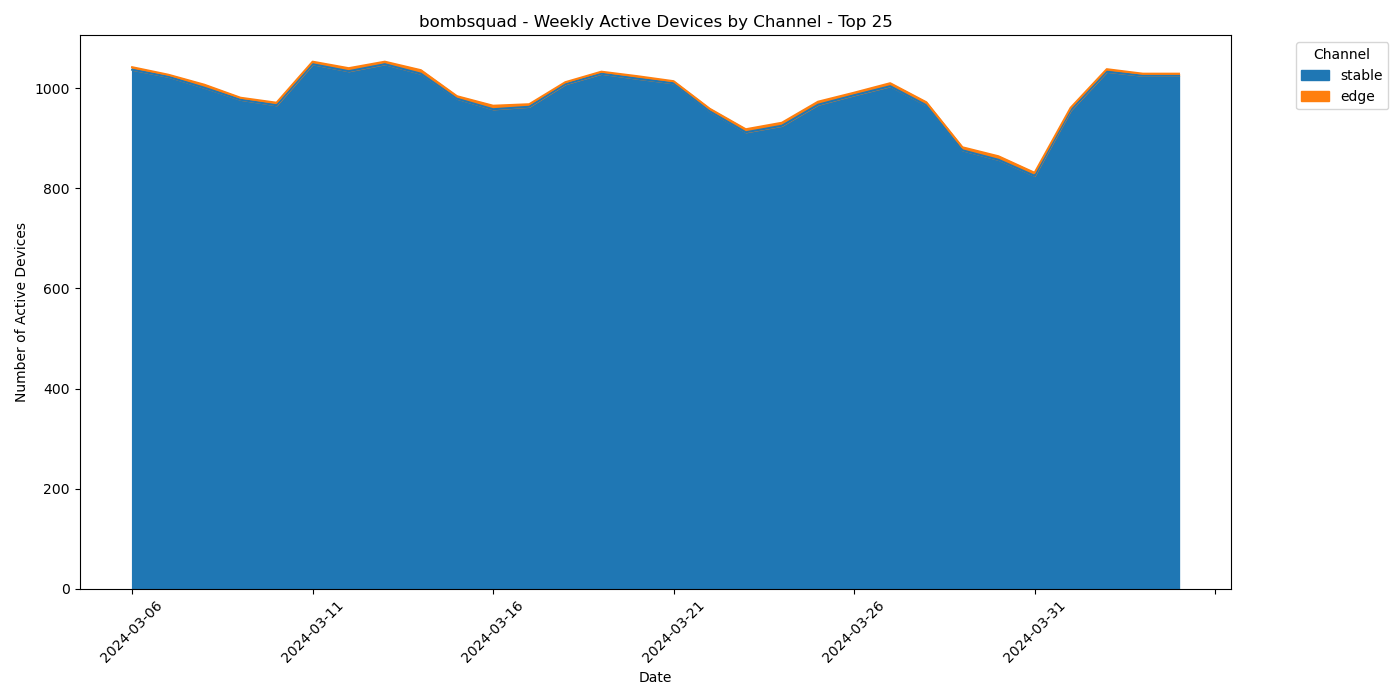 bombsquad - Weekly Active Devices by Channel - Top 25
Channel
stable
edge
Number of Active Devices
1000
800
600
400
200
0
2024-03-06
2024-03-11
2024-03-16
2024-03-21
2024-03-26
2024-03-31
Date